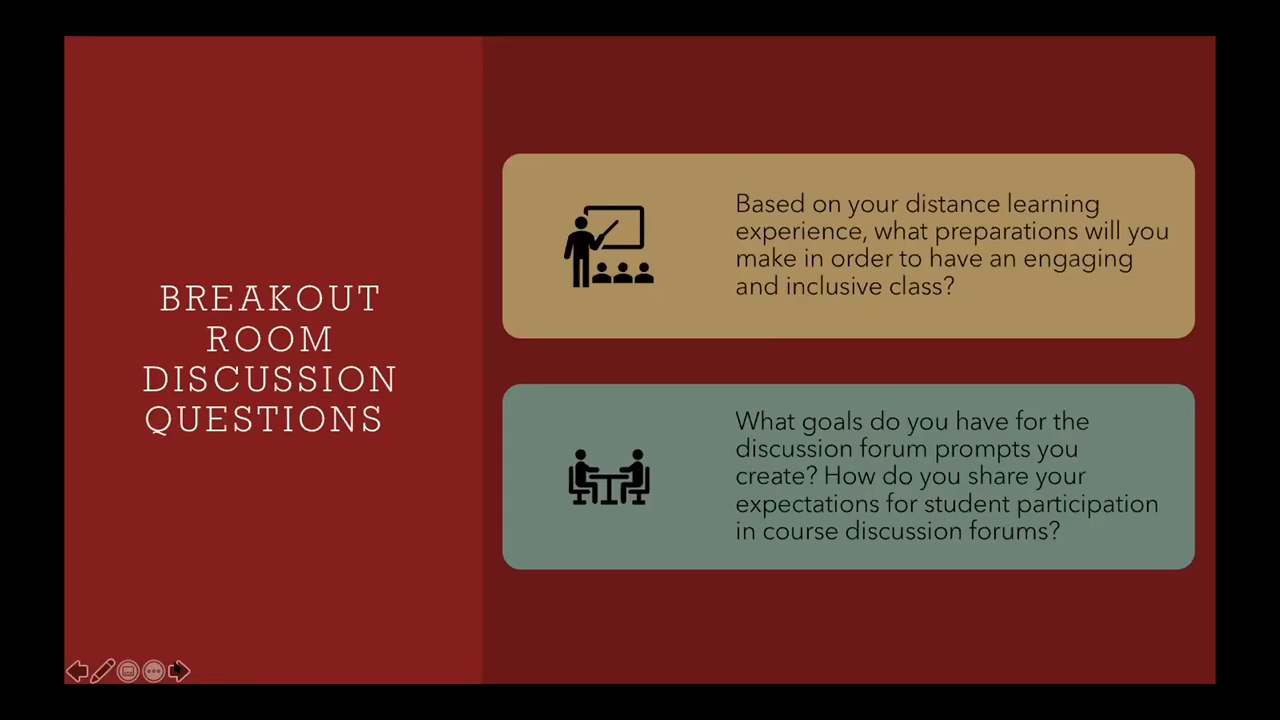 BREAKOUT
ROOM
DISCUSSION
QUESTIONS
Based on your distance learning
experience, what preparations will you
make in order to have an engaging
and inclusive class?
What goals do you have for the
discussion forum prompts you
create? How do you share your
expectations for student participation
in course discussion forums?